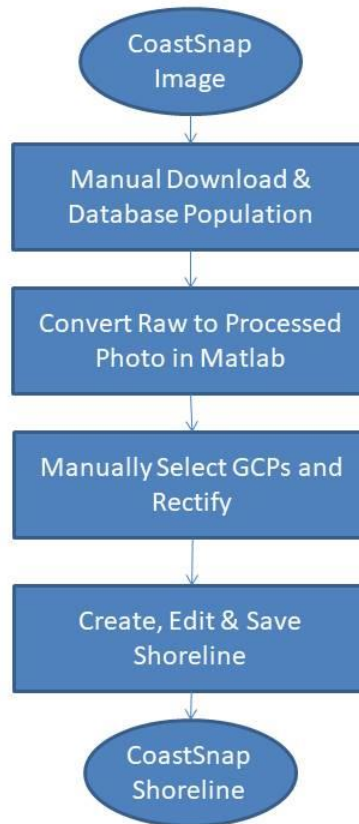 CoastSnap
Image
Manual Download &
Database Population
Convert Raw to Processed
Photo in Matlab
Manually Select GCPs and
Rectify
Create, Edit & Save
Shoreline
CoastSnap
Shoreline